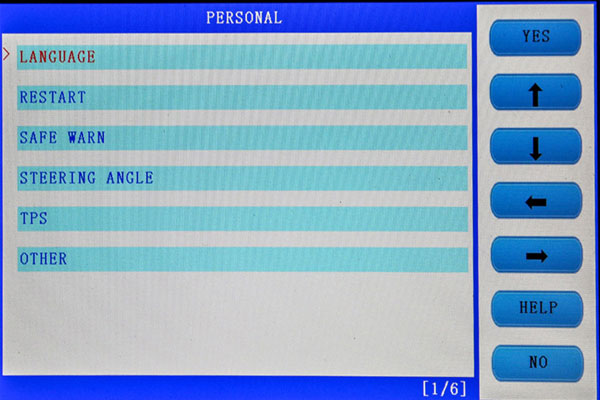 PERSONAL
LANGUAGE
RESTART
SAFE WARN
STEERING ANGLE
TPS
OTHER
[1/6]
YES
HELP
NO